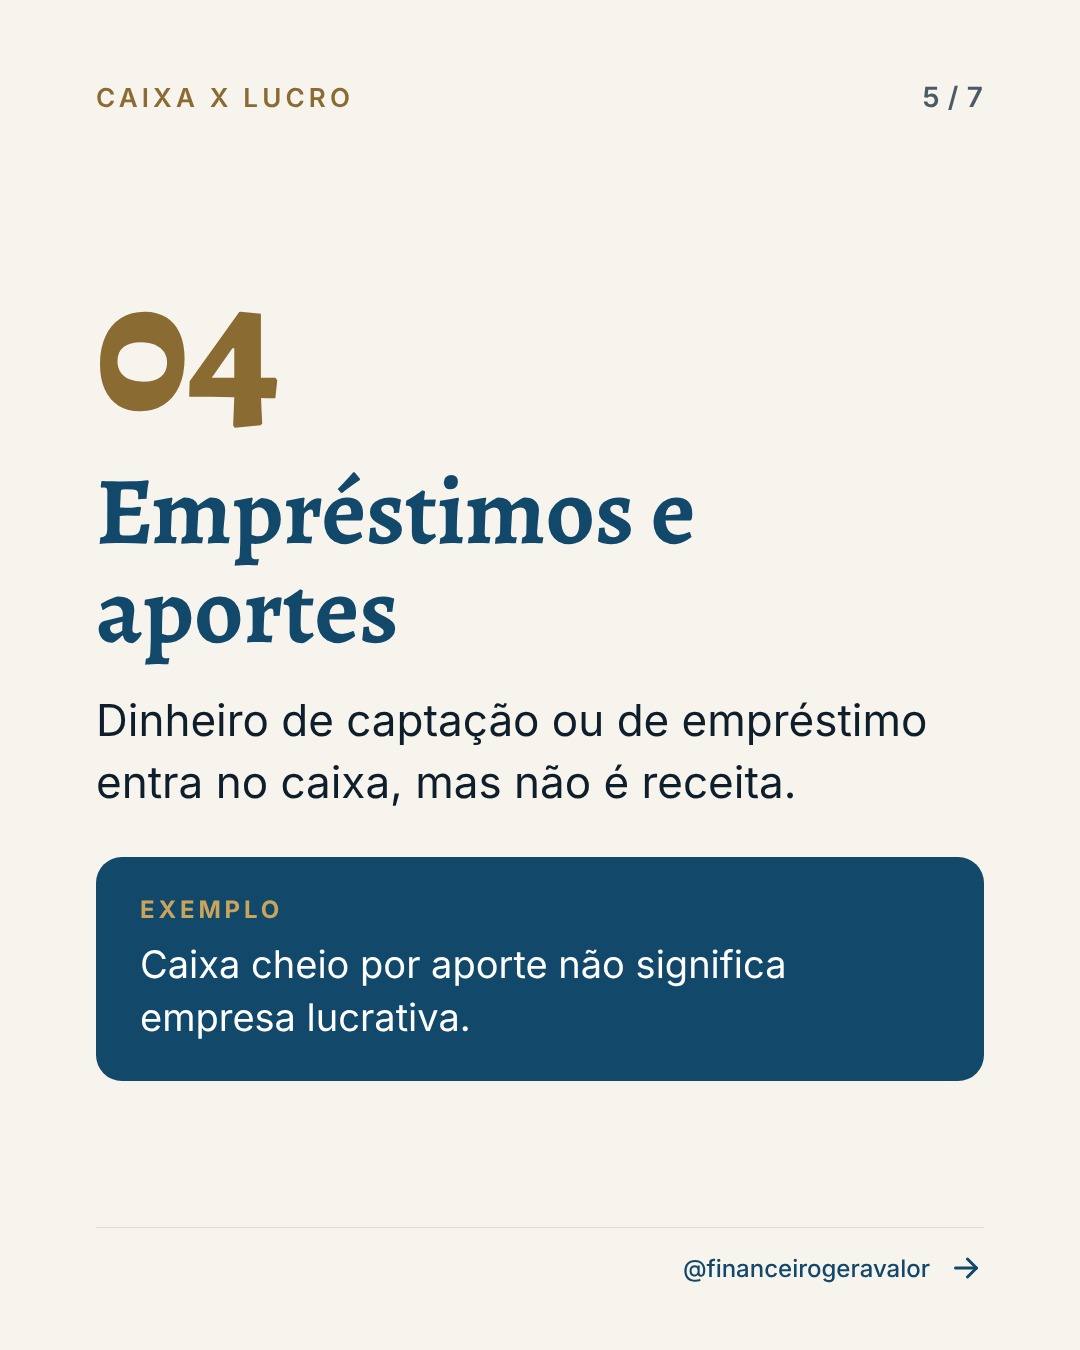 CAIXA X LUCRO
5 / 7
04
Empréstimos e
aportes
Dinheiro de captação ou de empréstimo
entra no caixa, mas não é receita.
EXEMPLO
Caixa cheio por aporte não significa
empresa lucrativa.
@financeirogeravalor →